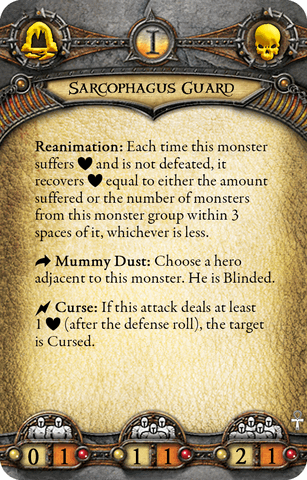 I
Sarcophagus Guard
Reanimation: Each time this monster
suffers ♥ and is not defeated, it
recovers ♥ equal to either the amount
suffered or the number of monsters
from this monster group within 3
spaces of it, whichever is less.
Mummy Dust: Choose a hero
adjacent to this monster. He is Blinded.
Curse: If this attack deals at least
1 ♥ (after the defense roll), the target
is Cursed.
0 1 1 1 2 1